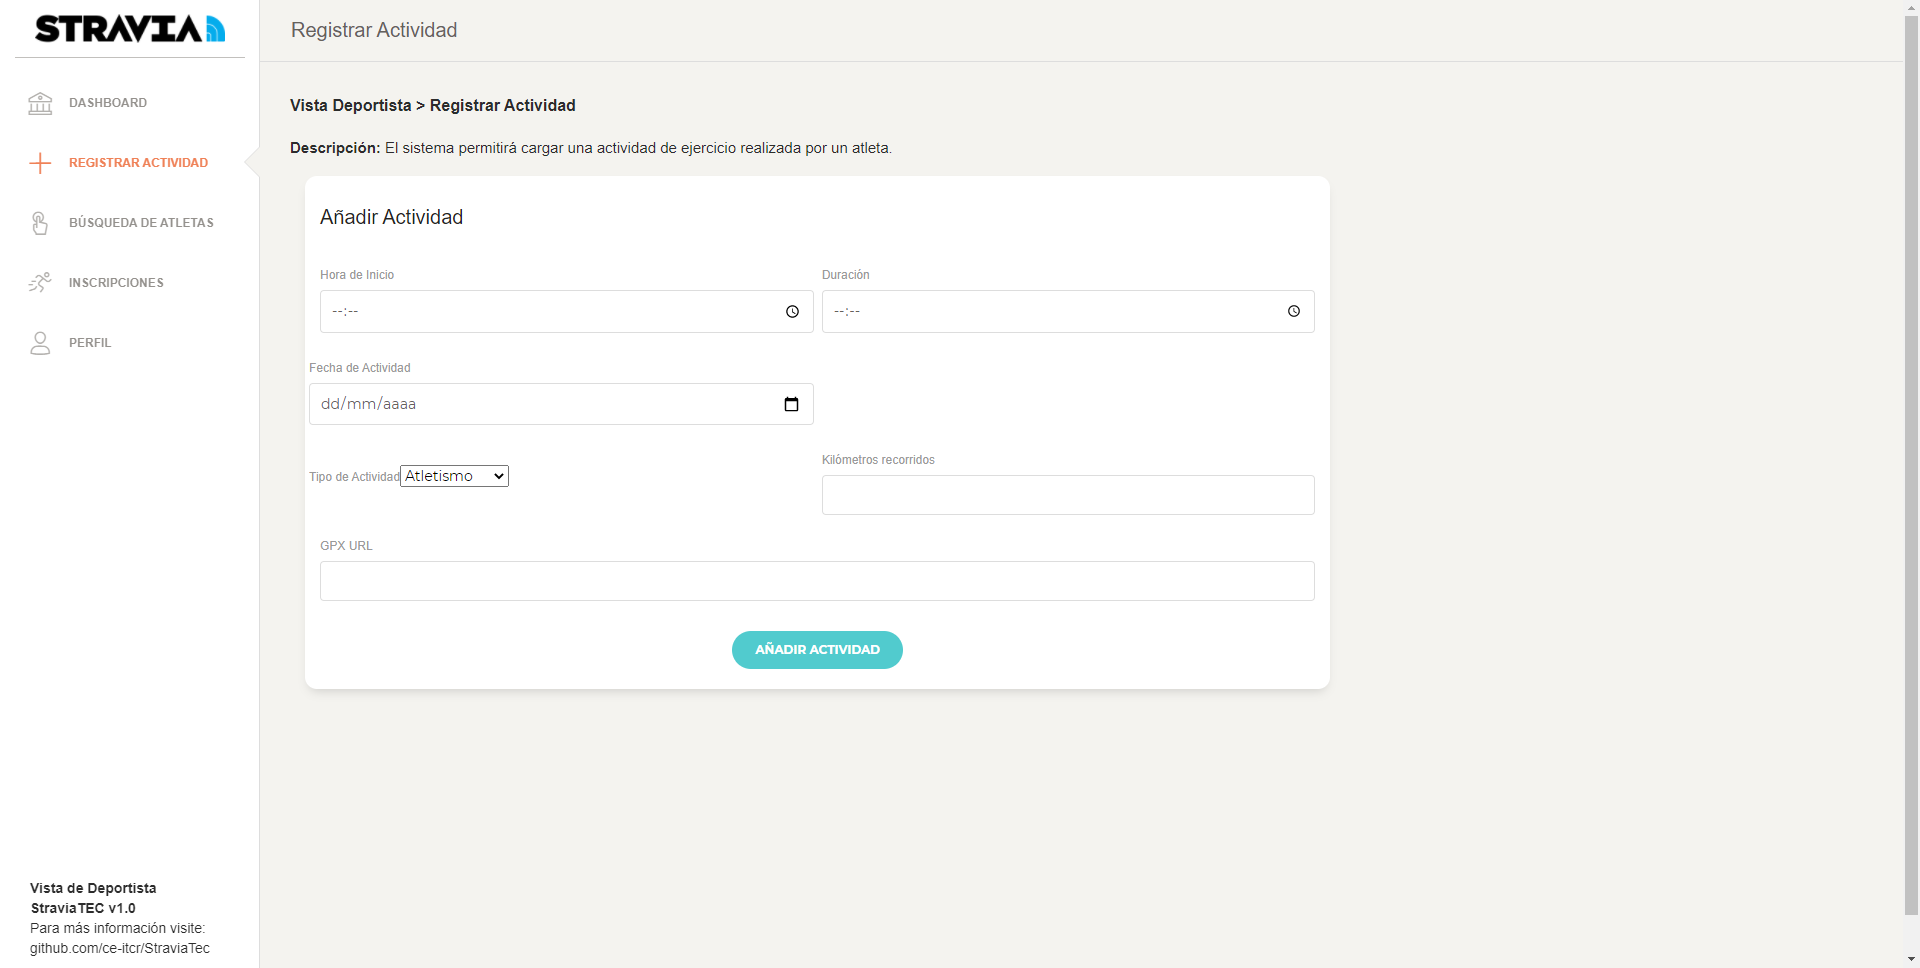 STRAVIA
DASHBOARD
REGISTRAR ACTIVIDAD
BÚSQUEDA DE ATLETAS
INSCRIPCIONES
PERFIL
Vista de Deportista
StraviaTEC v1.0
Para más información visite:
github.com/ce-itcr/StraviaTec
Registrar Actividad
Vista Deportista > Registrar Actividad
Descripción: El sistema permitirá cargar una actividad de ejercicio realizada por un atleta.
Añadir Actividad
Hora de Inicio
--:--
Duración
--:--
Fecha de Actividad
dd/mm/aaaa
Tipo de Actividad Atletismo
Kilómetros recorridos
GPX URL
AÑADIR ACTIVIDAD